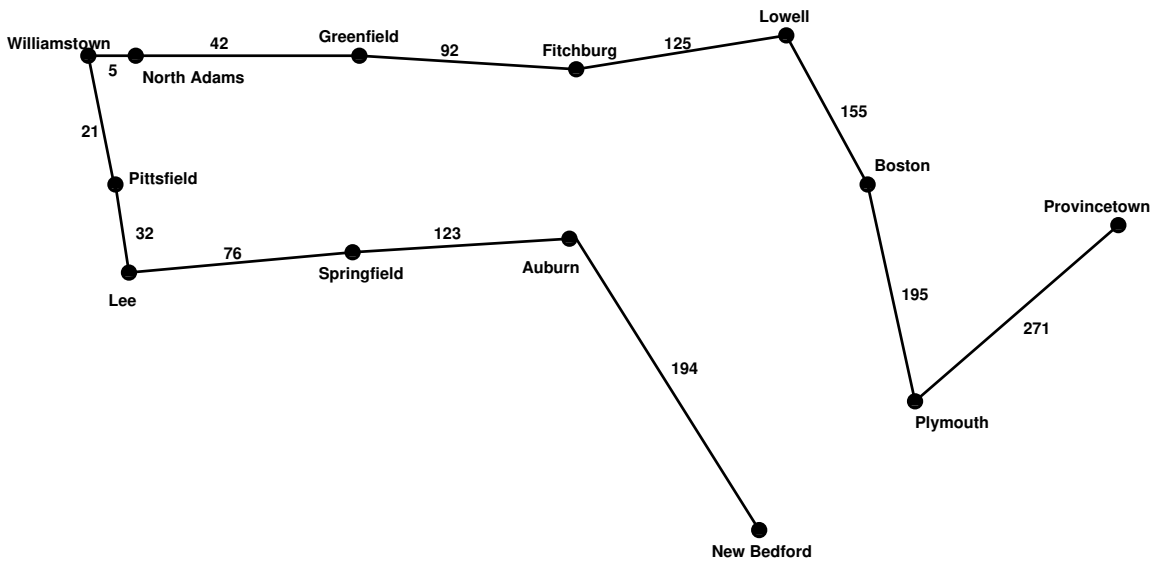 Lowell
Williamstown
42
Greenfield
92
Fitchburg
125
5
North Adams
155
21
Pittsfield
Boston
Provincetown
32
76
123
Springfield
Auburn
Lee
195
271
194
Plymouth
New Bedford